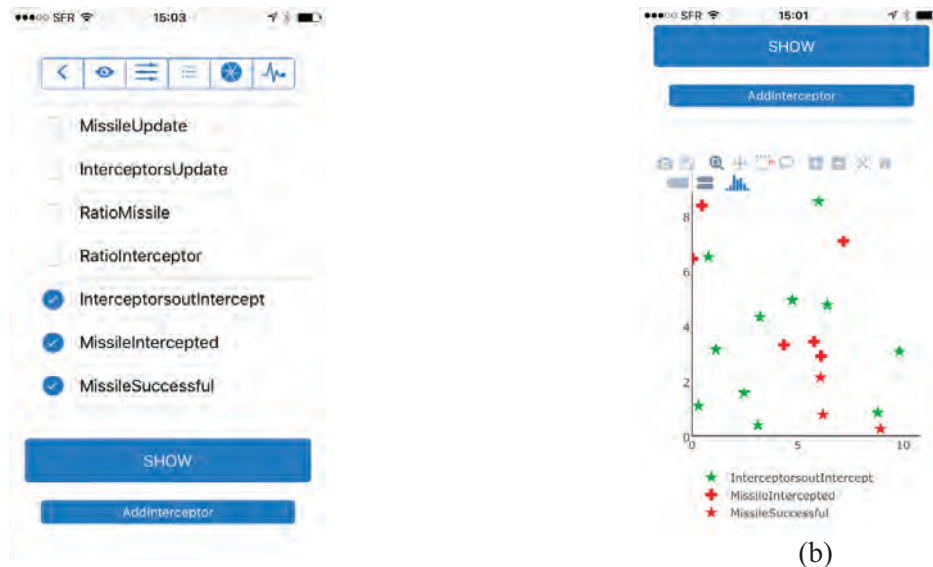 SFR 15:03
MissileUpdate
InterceptorsUpdate
RatioMissile
RatioInterceptor
InterceptorsoutIntercept
MissileIntercepted
MissileSuccessful
SHOW
AddInterceptor
SFR 15:01
SHOW
AddInterceptor
8
6
4
2
0
0 5 10
InterceptorsoutIntercept
MissileIntercepted
MissileSuccessful
(b)